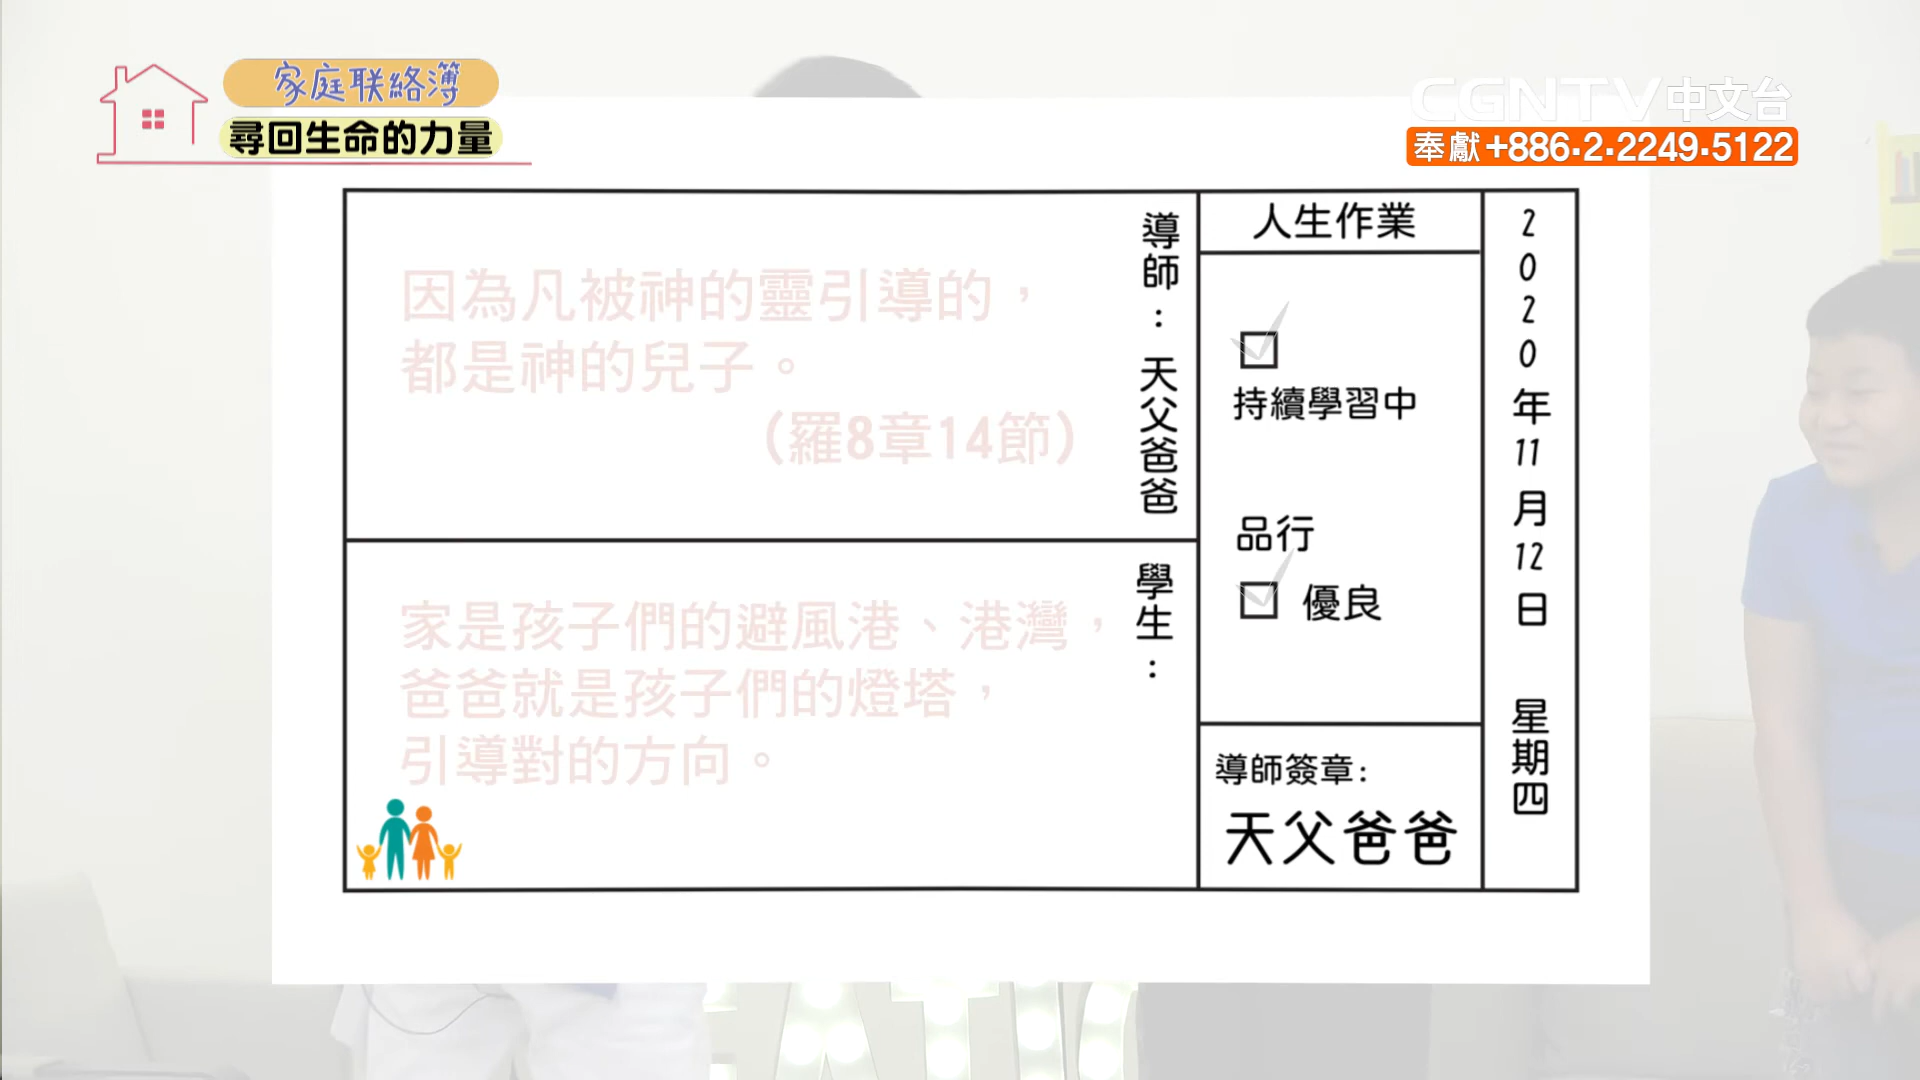 家庭联絡簿
尋回生命的力量
CGNTV中文台
奉獻+886-2-2249-5122
2020年11月12日 星期四
人生作業
持續學習中
品行
優良
導師簽章:
天父爸爸
導師:天父爸爸
因為凡被神的靈引導的,
都是神的兒子。
(羅8章14節)
學生:
家是孩子們的避風港、港灣,
爸爸就是孩子們的燈塔,
引導對的方向。